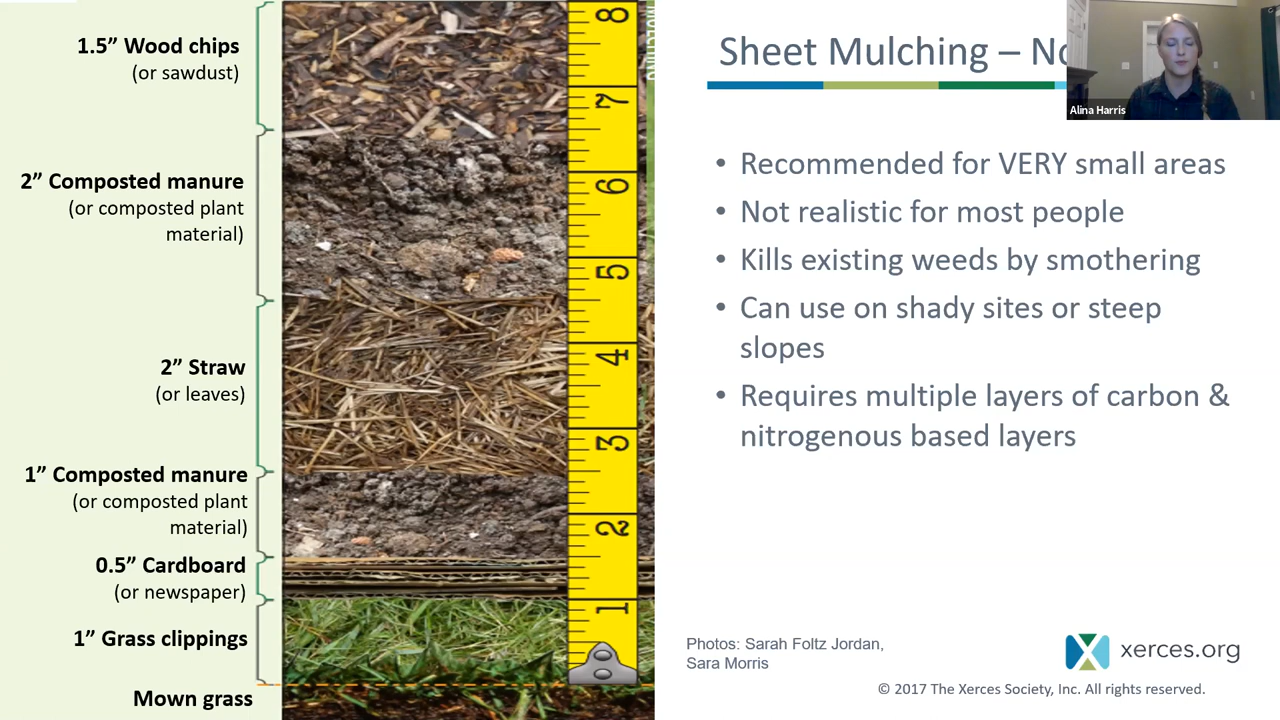 1.5” Wood chips
(or sawdust)
2” Composted manure
(or composted plant
material)
2” Straw
(or leaves)
1” Composted manure
(or composted plant
material)
0.5” Cardboard
(or newspaper)
1” Grass clippings
Mown grass
8
7
6
5
4
3
2
1
Sheet Mulching –
Alina Harris
• Recommended for VERY small areas
• Not realistic for most people
• Kills existing weeds by smothering
• Can use on shady sites or steep
slopes
• Requires multiple layers of carbon &
nitrogenous based layers
Photos: Sarah Foltz Jordan,
Sara Morris
xerces.org
© 2017 The Xerces Society, Inc. All rights reserved.